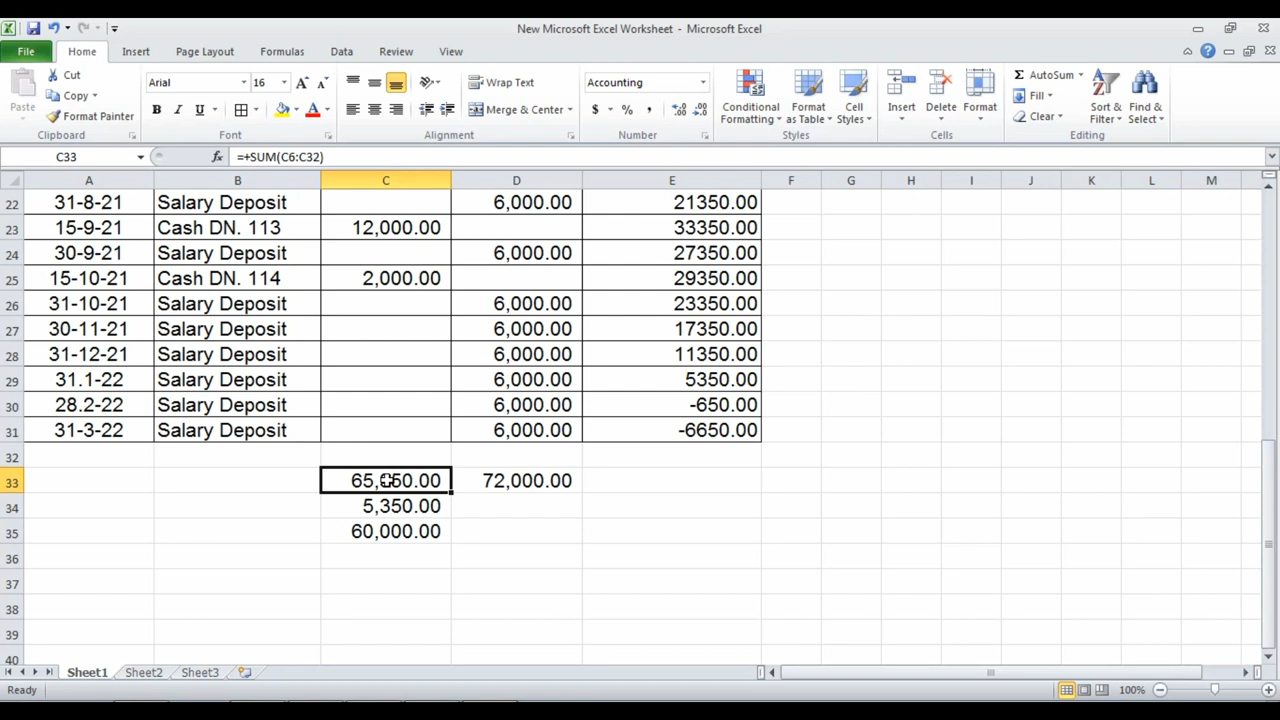 New Microsoft Excel Worksheet - Microsoft Excel
File Home Insert Page Layout Formulas Data Review View
Cut
Copy
Format Painter
Paste
Clipboard
Arial 16
B I U
Font
Wrap Text
Merge & Center
Alignment
Accounting
$ % ,
Number
Conditional Formatting
Format as Table
Cell Styles
Styles
Insert
Delete
Format
Cells
AutoSum
Fill
Clear
Sort & Filter
Find & Select
Editing
C33 fx =+SUM(C6:C32)
A B C D E F G H I J K L M
22 31-8-21 Salary Deposit 6,000.00 21350.00
23 15-9-21 Cash DN. 113 12,000.00 33350.00
24 30-9-21 Salary Deposit 6,000.00 27350.00
25 15-10-21 Cash DN. 114 2,000.00 29350.00
26 31-10-21 Salary Deposit 6,000.00 23350.00
27 30-11-21 Salary Deposit 6,000.00 17350.00
28 31-12-21 Salary Deposit 6,000.00 11350.00
29 31.1-22 Salary Deposit 6,000.00 5350.00
30 28.2-22 Salary Deposit 6,000.00 -650.00
31 31-3-22 Salary Deposit 6,000.00 -6650.00
32
33 72,000.00
34 5,350.00
35 60,000.00
36
37
38
39
40
Sheet1 Sheet2 Sheet3
Ready 100%